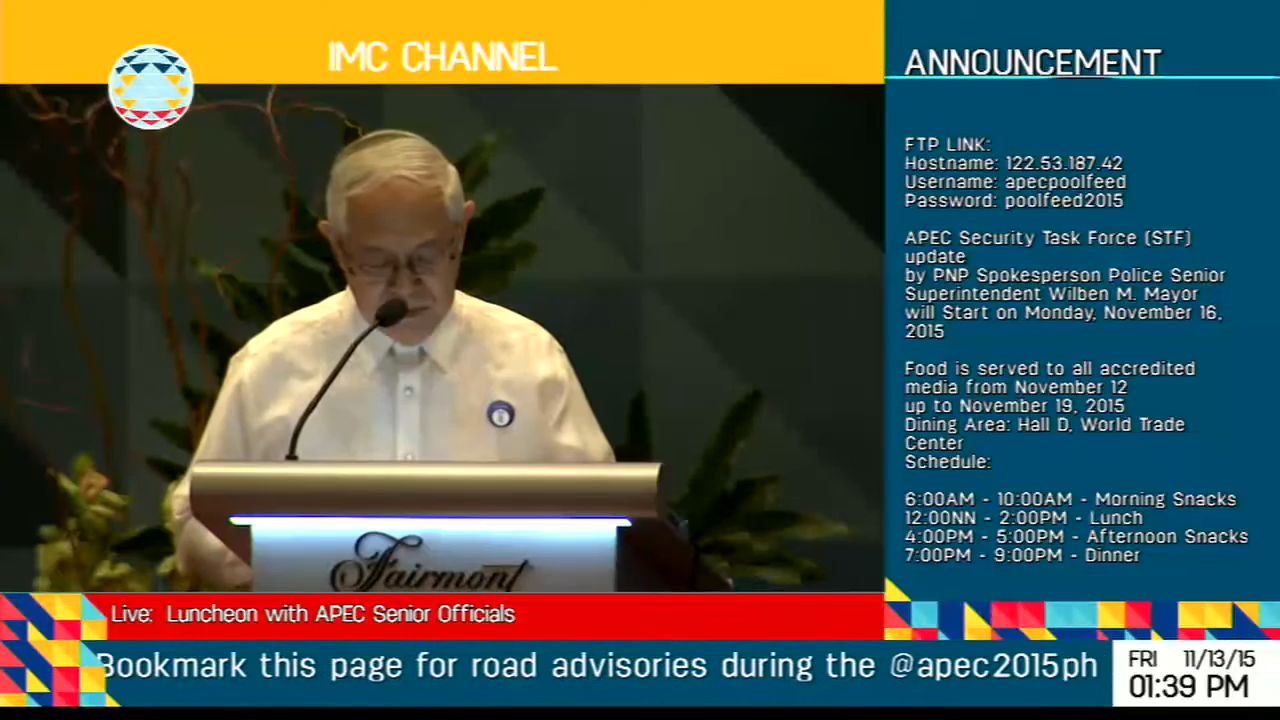 IMC CHANNEL
ANNOUNCEMENT
FTP LINK:
Hostname: 122.53.187.42
Username: apecpoolfeed
Password: poolfeed2015
APEC Security Task Force (STF)
update
by PNP Spokesperson Police Senior
Superintendent Wilben M. Mayor
will Start on Monday, November 16,
2015
Food is served to all accredited
media from November 12
up to November 19, 2015
Dining Area: Hall D, World Trade
Center
Schedule:
6:00AM - 10:00AM - Morning Snacks
12:00NN - 2:00PM - Lunch
4:00PM - 5:00PM - Afternoon Snacks
7:00PM - 9:00PM - Dinner
Fairmont
Live: Luncheon with APEC Senior Officials
Bookmark this page for road advisories during the @apec2015ph
FRI 11/13/15
01:39 PM